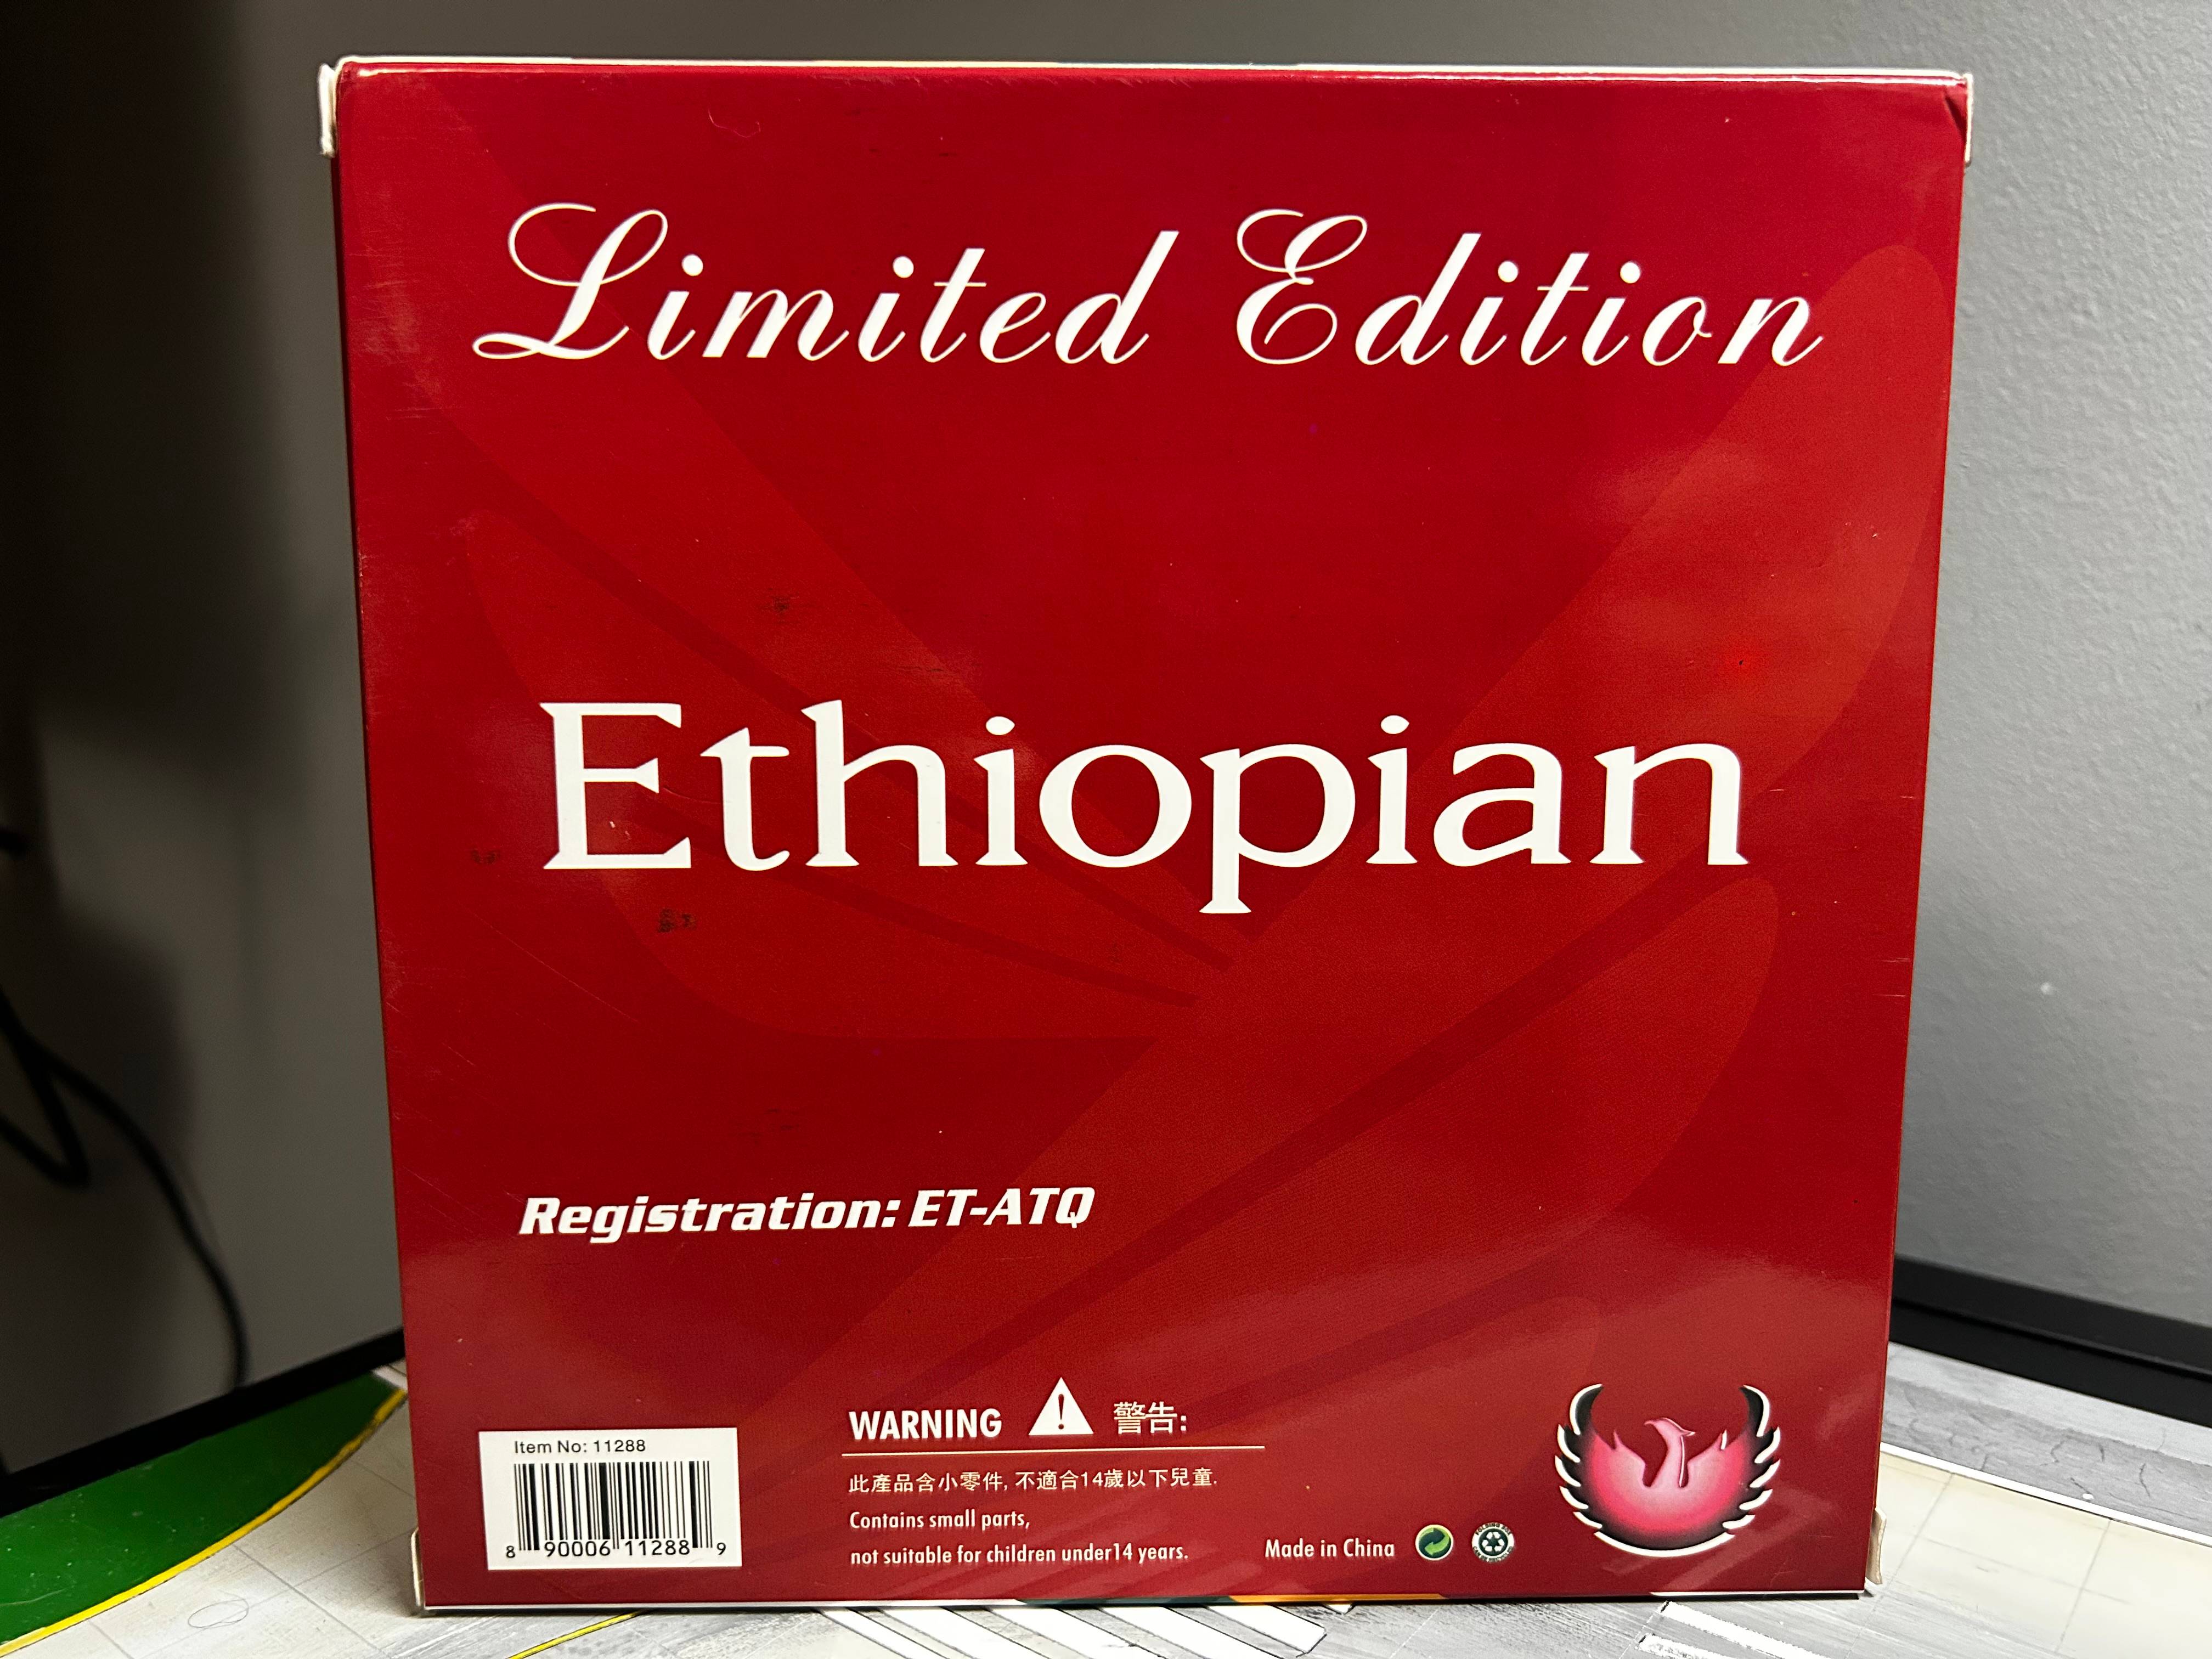 Limited Edition
Ethiopian
Registration: ET-ATQ
Item No: 11288
8 90006 11288 9
WARNING ! 警告:
此產品含小零件, 不適合14歲以下兒童.
Contains small parts,
not suitable for children under14 years.
Made in China